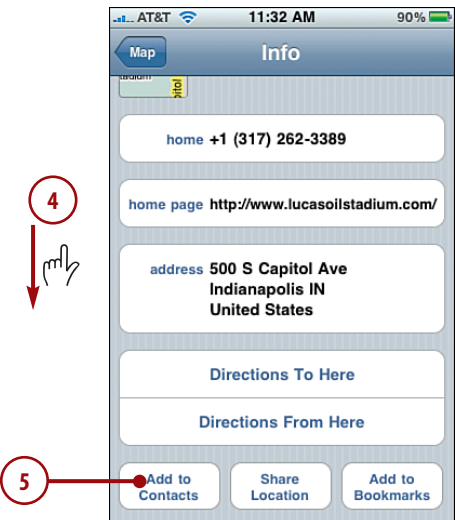 AT&T 11:32 AM 90%
Map Info
stadium
home +1 (317) 262-3389
4
home page http://www.lucasoilstadium.com/
address 500 S Capitol Ave
Indianapolis IN
United States
Directions To Here
Directions From Here
5
Add to Contacts
Share Location
Add to Bookmarks